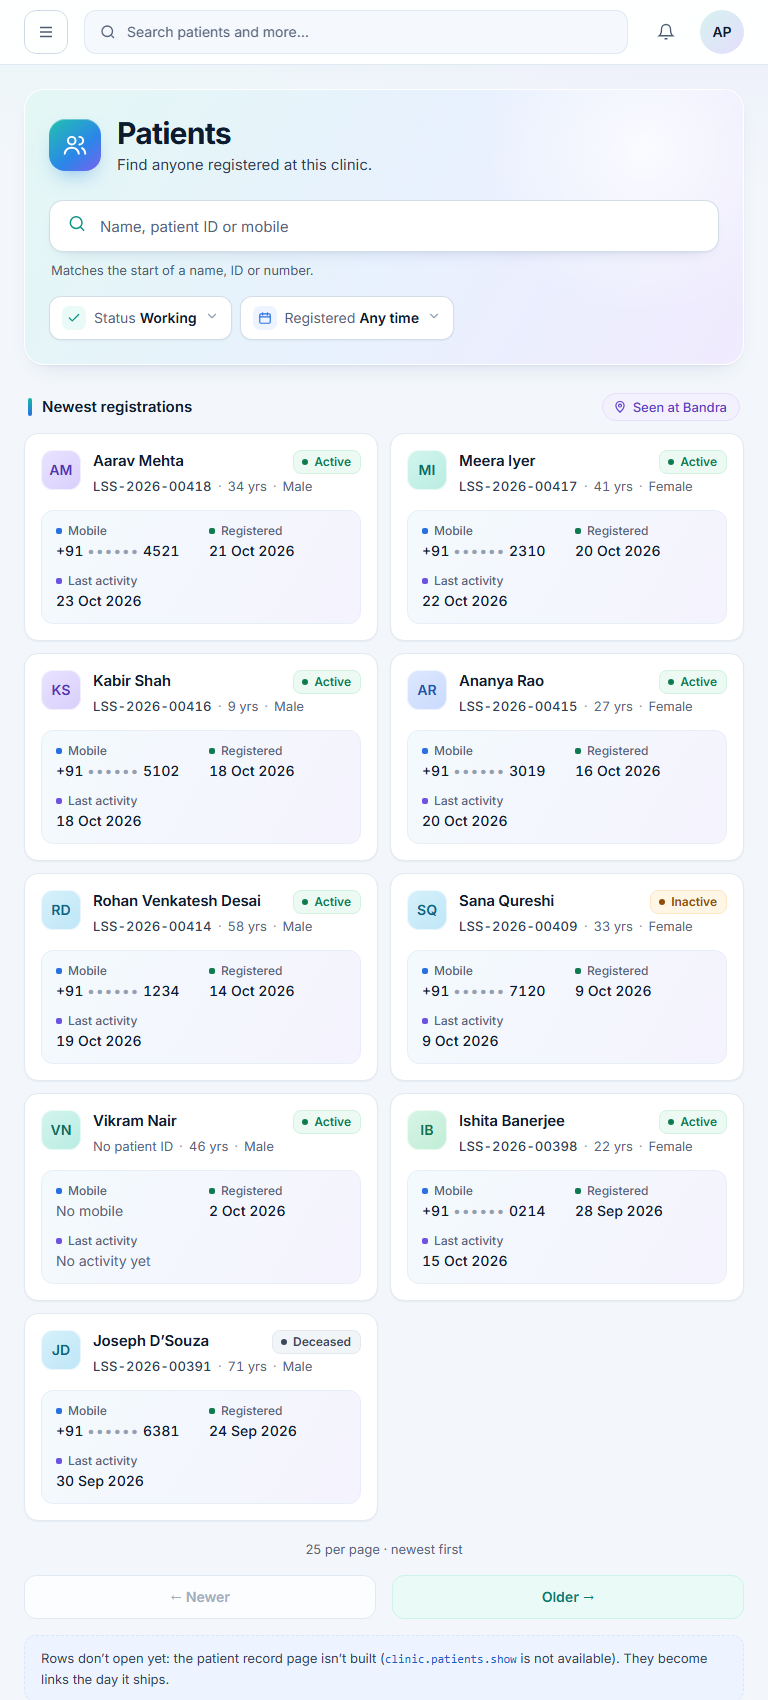 Search patients and more...
AP
Patients
Find anyone registered at this clinic.
Name, patient ID or mobile
Matches the start of a name, ID or number.
Status Working
Registered Any time
Newest registrations
Seen at Bandra
AM
Aarav Mehta
Active
LSS-2026-00418 · 34 yrs · Male
Mobile
Registered
+91 •••••• 4521
21 Oct 2026
Last activity
23 Oct 2026
MI
Meera Iyer
Active
LSS-2026-00417 · 41 yrs · Female
Mobile
Registered
+91 •••••• 2310
20 Oct 2026
Last activity
22 Oct 2026
KS
Kabir Shah
Active
LSS-2026-00416 · 9 yrs · Male
Mobile
Registered
+91 •••••• 5102
18 Oct 2026
Last activity
18 Oct 2026
AR
Ananya Rao
Active
LSS-2026-00415 · 27 yrs · Female
Mobile
Registered
+91 •••••• 3019
16 Oct 2026
Last activity
20 Oct 2026
RD
Rohan Venkatesh Desai
Active
LSS-2026-00414 · 58 yrs · Male
Mobile
Registered
+91 •••••• 1234
14 Oct 2026
Last activity
19 Oct 2026
SQ
Sana Qureshi
Inactive
LSS-2026-00409 · 33 yrs · Female
Mobile
Registered
+91 •••••• 7120
9 Oct 2026
Last activity
9 Oct 2026
VN
Vikram Nair
Active
No patient ID · 46 yrs · Male
Mobile
Registered
No mobile
2 Oct 2026
Last activity
No activity yet
IB
Ishita Banerjee
Active
LSS-2026-00398 · 22 yrs · Female
Mobile
Registered
+91 •••••• 0214
28 Sep 2026
Last activity
15 Oct 2026
JD
Joseph D’Souza
Deceased
LSS-2026-00391 · 71 yrs · Male
Mobile
Registered
+91 •••••• 6381
24 Sep 2026
Last activity
30 Sep 2026
25 per page · newest first
← Newer
Older →
Rows don’t open yet: the patient record page isn’t built (clinic.patients.show is not available). They become
links the day it ships.